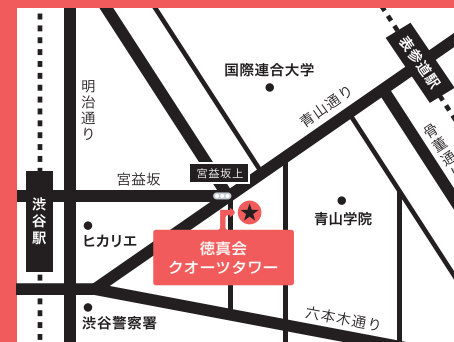 表参道駅
国際連合大学
明治通り
青山通り
骨董通り
宮益坂上
宮益坂
渋谷駅
青山学院
ヒカリエ
徳真会
クオーツタワー
六本木通り
渋谷警察署